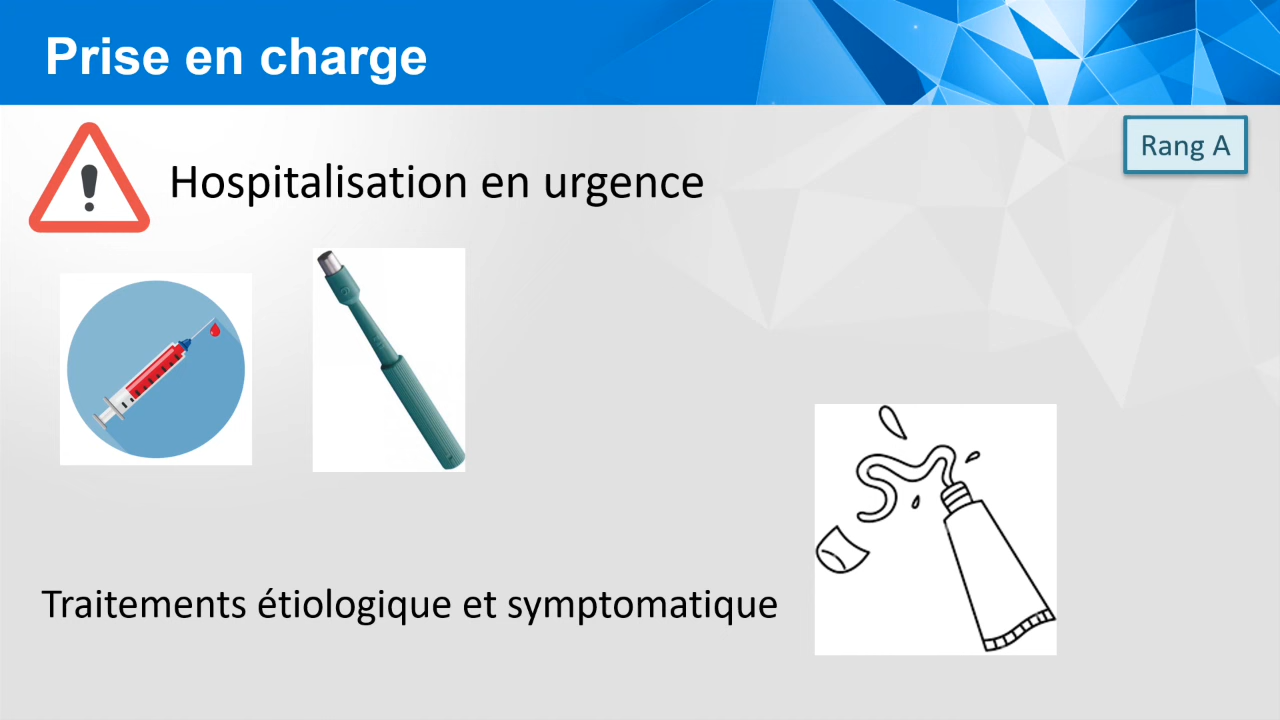 Prise en charge
Rang A
Hospitalisation en urgence
Traitements étiologique et symptomatique